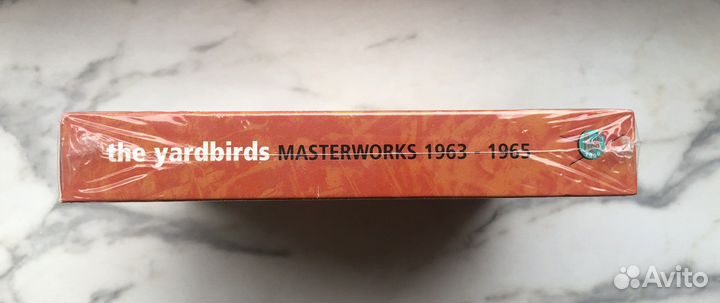 the yardbirds MASTERWORKS 1963 - 1965
Avito